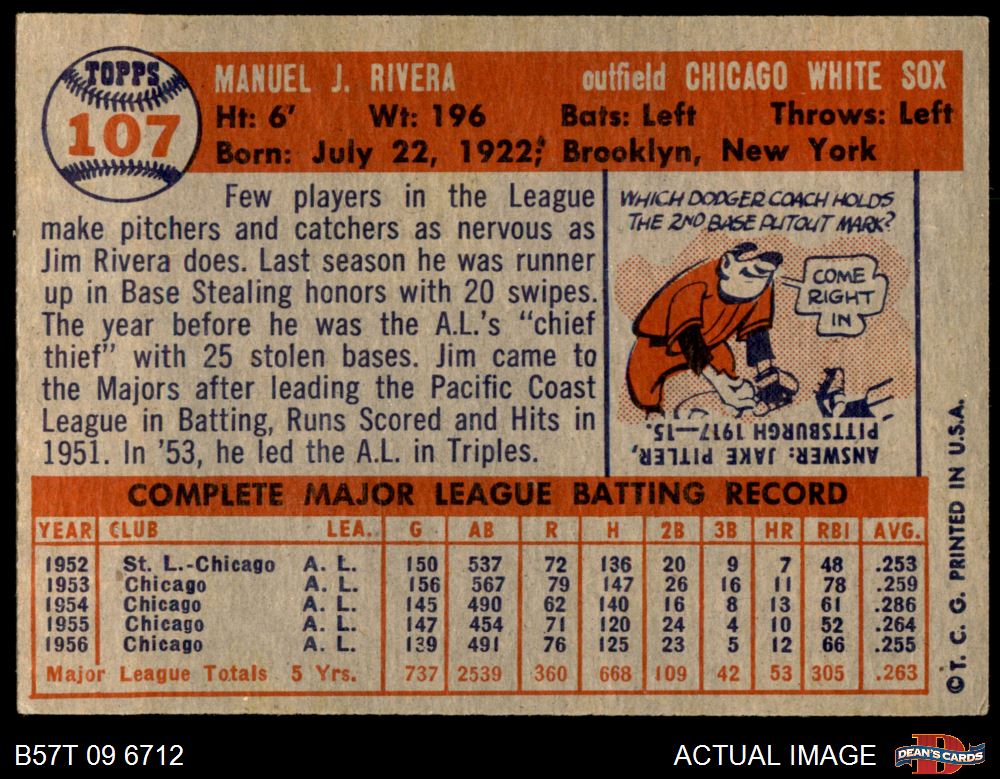 TOPPS
107
MANUEL J. RIVERA outfield CHICAGO WHITE SOX
Ht: 6' Wt: 196 Bats: Left Throws: Left
Born: July 22, 1922; Brooklyn, New York
Few players in the League
make pitchers and catchers as nervous as
Jim Rivera does. Last season he was runner
up in Base Stealing honors with 20 swipes.
The year before he was the A.L.'s "chief
thief" with 25 stolen bases. Jim came to
the Majors after leading the Pacific Coast
League in Batting, Runs Scored and Hits in
1951. In '53, he led the A.L. in Triples.
WHICH DODGER COACH HOLDS
THE 2ND BASE PUTOUT MARK?
COME
RIGHT
IN
ANSWER: JAKE PITLER,
PITTSBURGH 1917—15.
COMPLETE MAJOR LEAGUE BATTING RECORD
YEAR CLUB LEA. G AB R H 2B 3B HR RBI AVG.
1952 St. L.-Chicago A. L. 150 537 72 136 20 9 7 48 .253
1953 Chicago A. L. 156 567 79 147 26 16 11 78 .259
1954 Chicago A. L. 145 490 62 140 16 8 13 61 .286
1955 Chicago A. L. 147 454 71 120 24 4 10 52 .264
1956 Chicago A. L. 139 491 76 125 23 5 12 66 .255
Major League Totals 5 Yrs. 737 2539 360 668 109 42 53 305 .263
©T. C. G. PRINTED IN U.S.A.
B57T 09 6712
ACTUAL IMAGE
DEAN'S CARDS